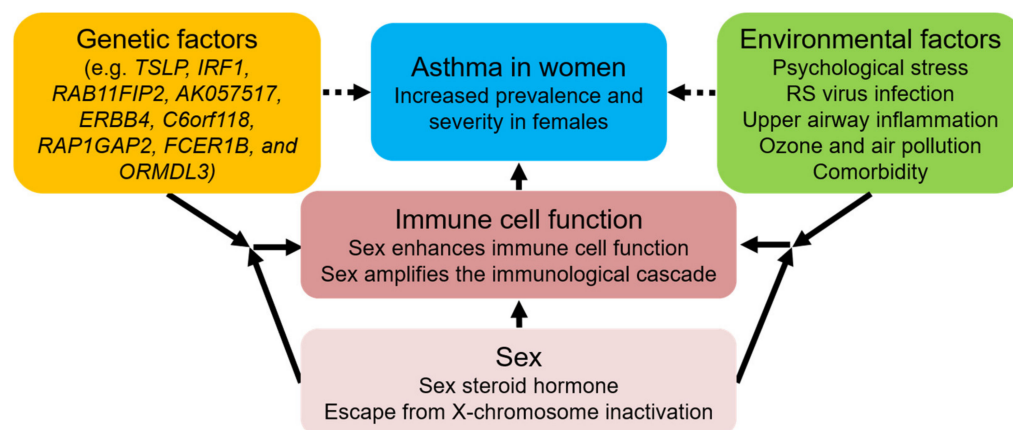 Genetic factors
(e.g. TSLP, IRF1,
RAB11FIP2, AK057517,
ERBB4, C6orf118,
RAP1GAP2, FCER1B, and
ORMDL3)
Asthma in women
Increased prevalence and
severity in females
Environmental factors
Psychological stress
RS virus infection
Upper airway inflammation
Ozone and air pollution
Comorbidity
Immune cell function
Sex enhances immune cell function
Sex amplifies the immunological cascade
Sex
Sex steroid hormone
Escape from X-chromosome inactivation